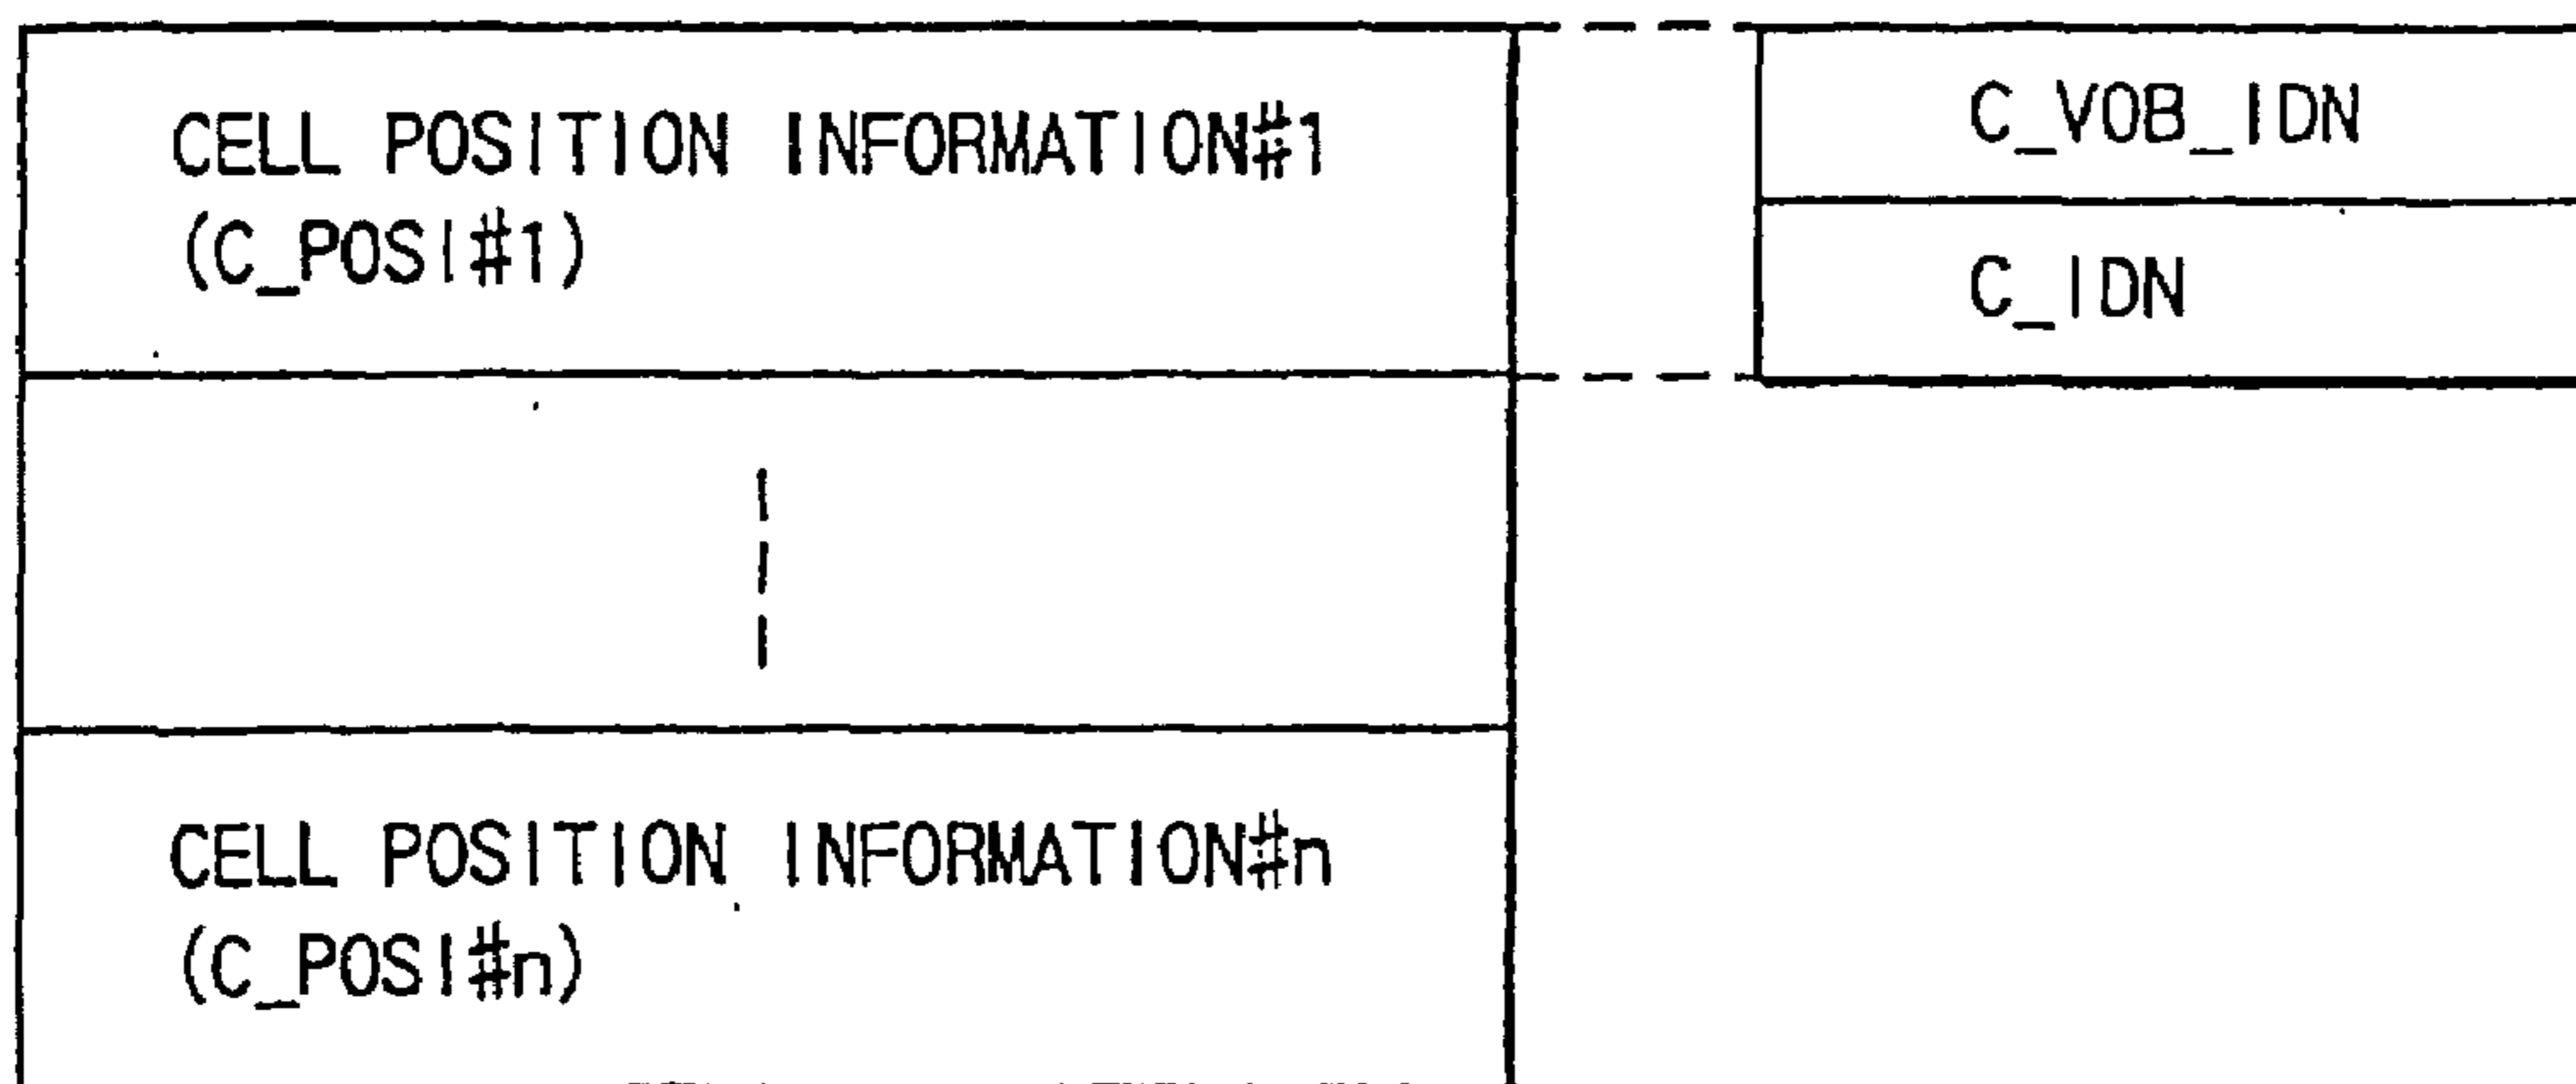 CELL POSITION INFORMATION#1
(C_POSI#1)
C_VOB_IDN
C_IDN
CELL POSITION INFORMATION#n
(C_POSI#n)